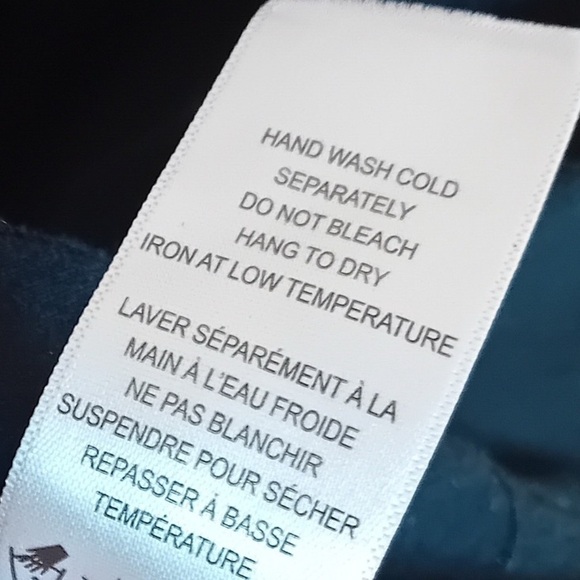 HAND WASH COLD
SEPARATELY
DO NOT BLEACH
HANG TO DRY
IRON AT LOW TEMPERATURE
LAVER SÉPARÉMENT À LA
MAIN À L'EAU FROIDE
NE PAS BLANCHIR
SUSPENDRE POUR SÉCHER
REPASSER À BASSE
TEMPÉRATURE